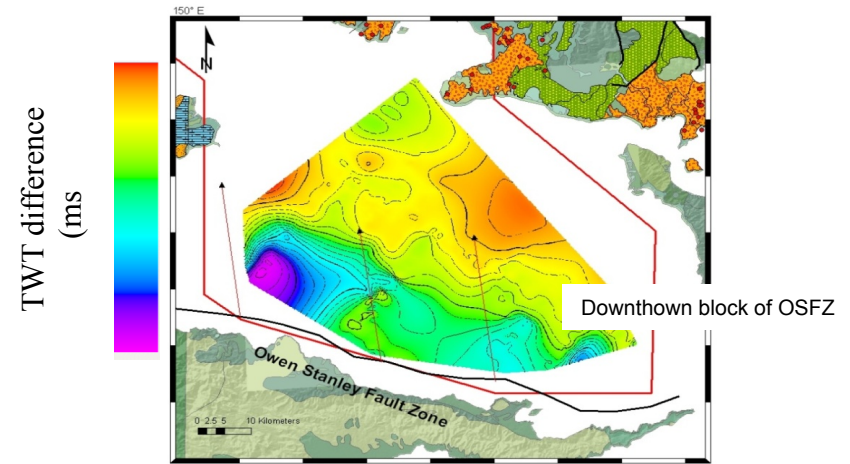 150° E
N
TWT difference
(ms
Downthown block of OSFZ
Owen Stanley Fault Zone
0 2.5 5 10 Kilometers